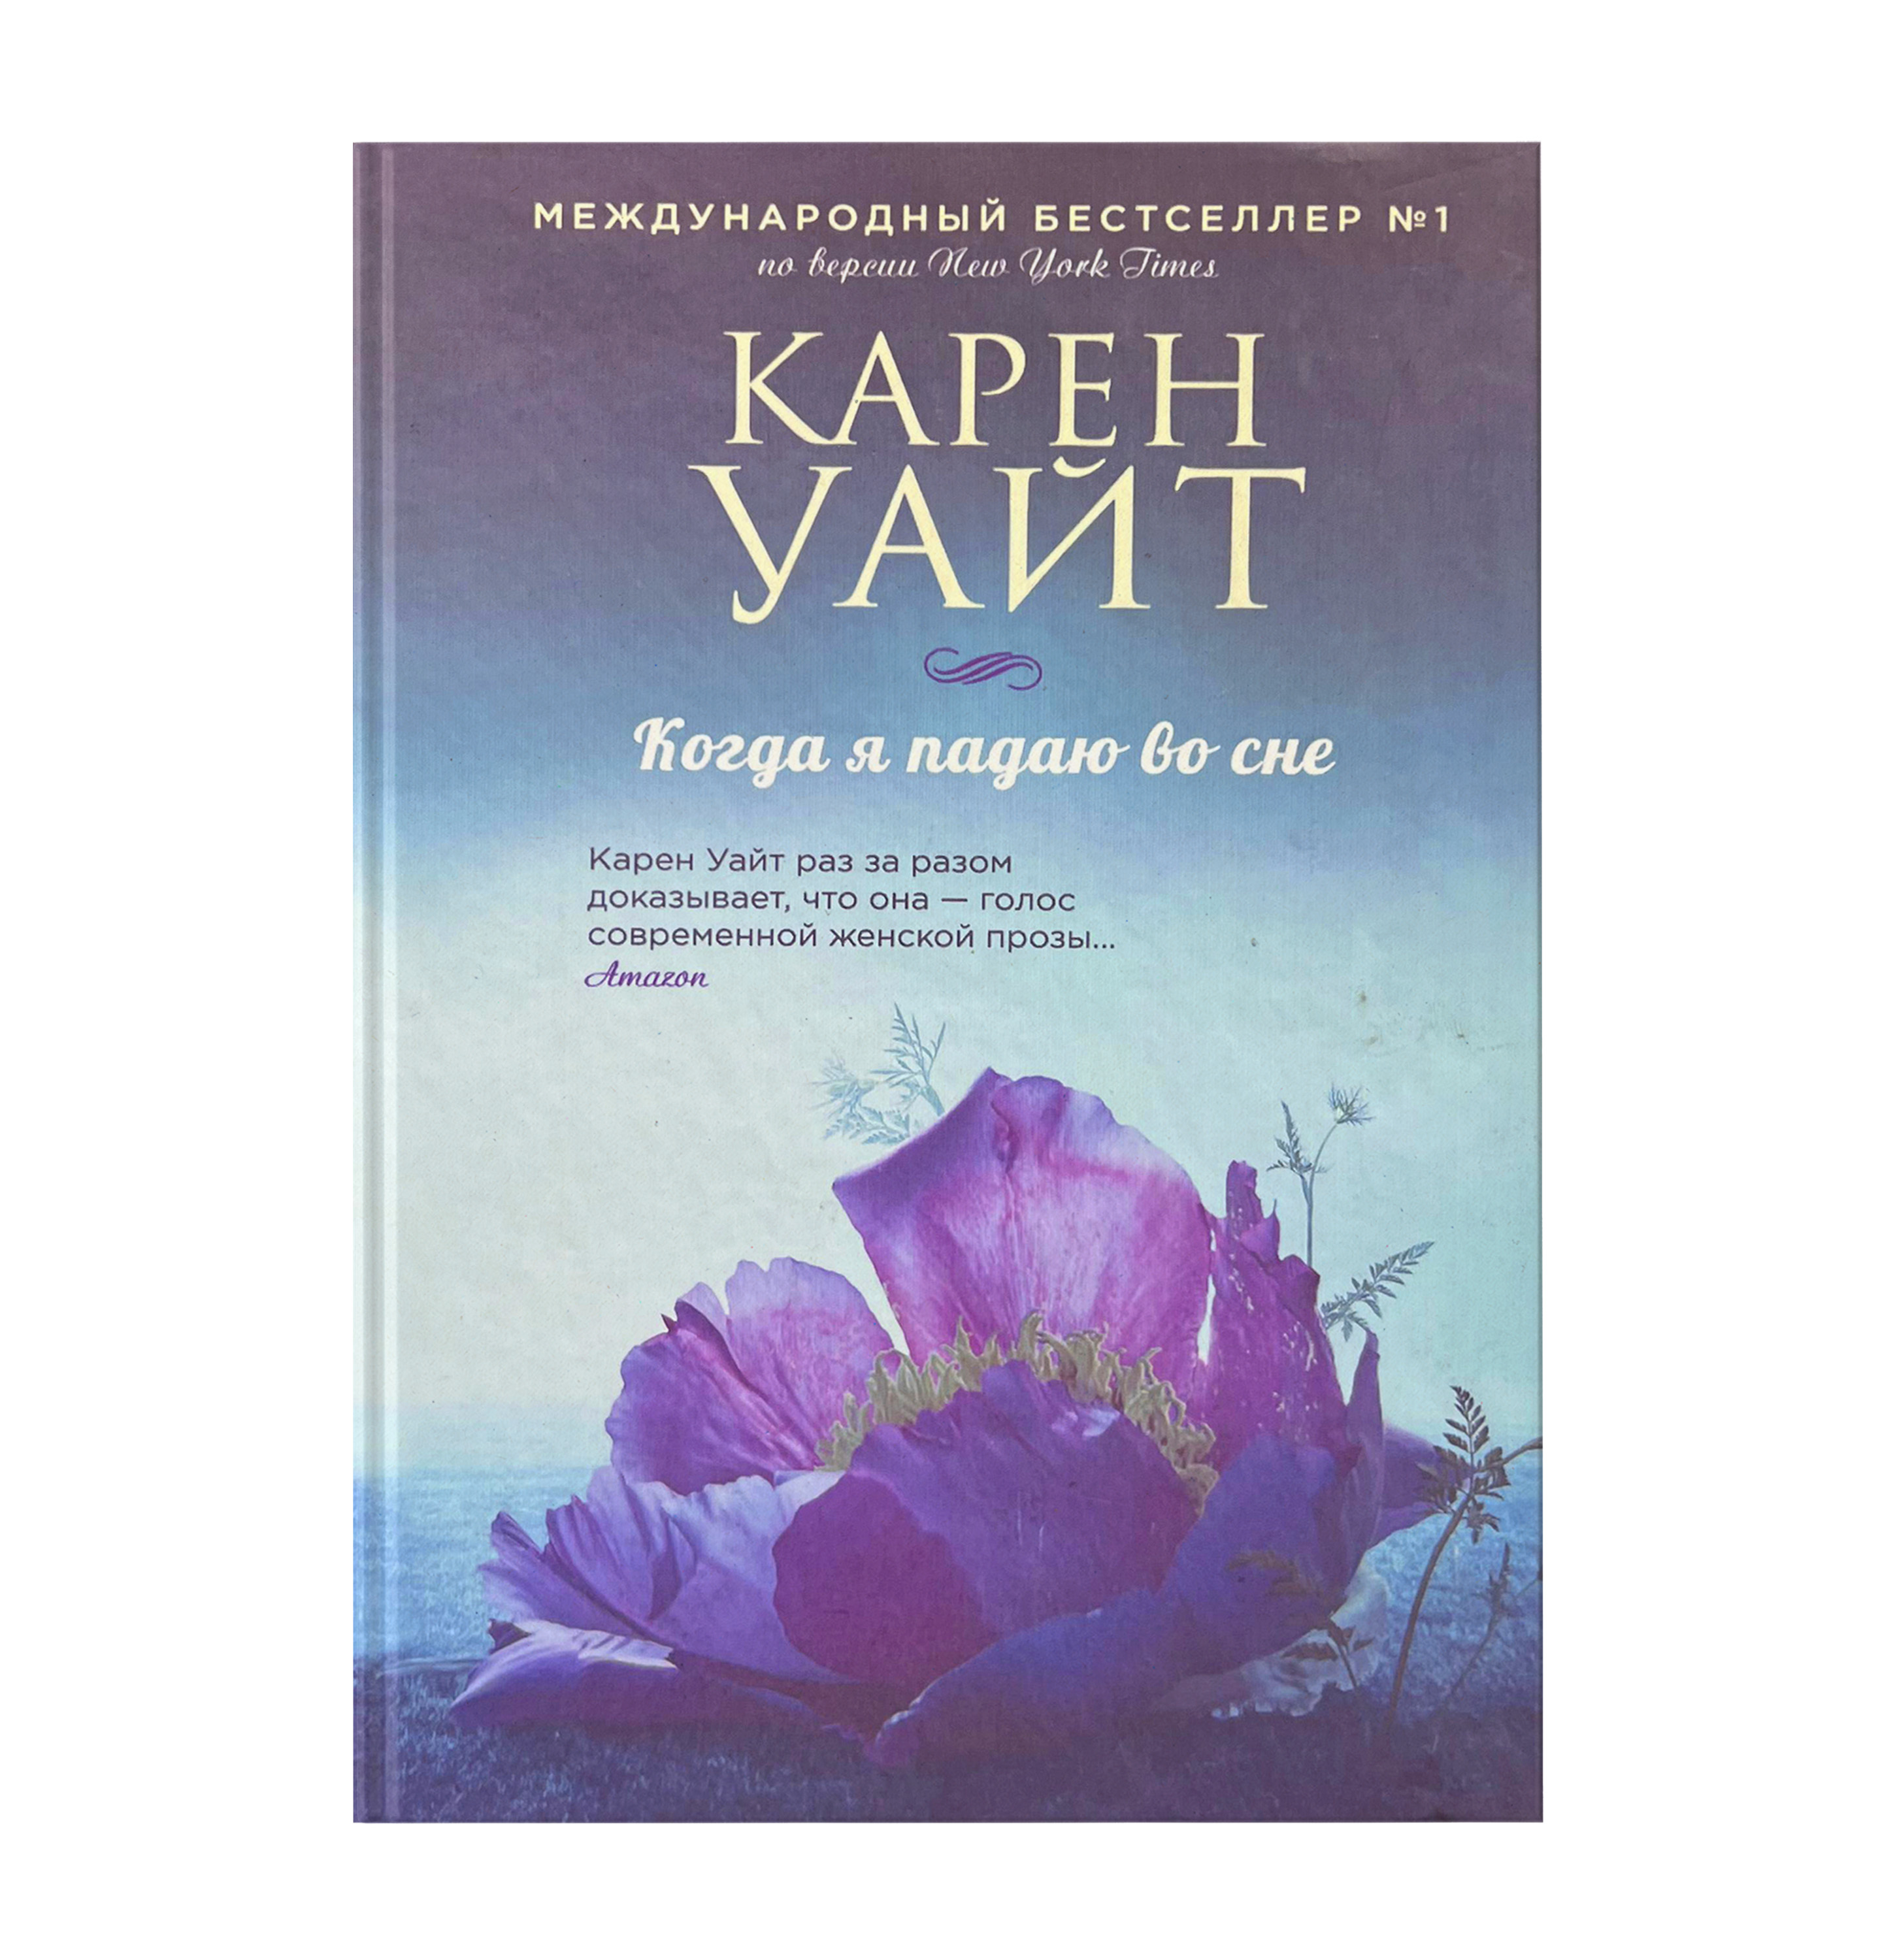 МЕЖДУНАРОДНЫЙ БЕСТСЕЛЛЕР №1
по версии New York Times
КАРЕН
УАЙТ
Когда я падаю во сне
Карен Уайт раз за разом
доказывает, что она — голос
современной женской прозы...
Amazon